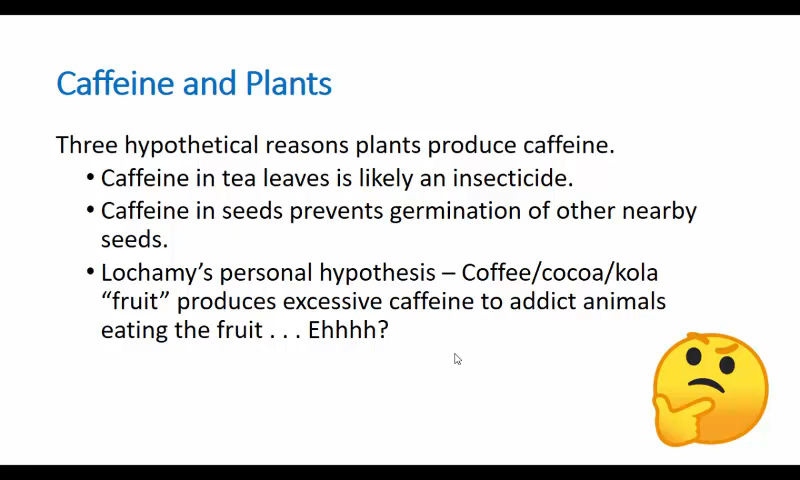 Caffeine and Plants
Three hypothetical reasons plants produce caffeine.
• Caffeine in tea leaves is likely an insecticide.
• Caffeine in seeds prevents germination of other nearby
seeds.
• Lochamy's personal hypothesis – Coffee/cocoa/kola
“fruit” produces excessive caffeine to addict animals
eating the fruit . . . Ehhhh?